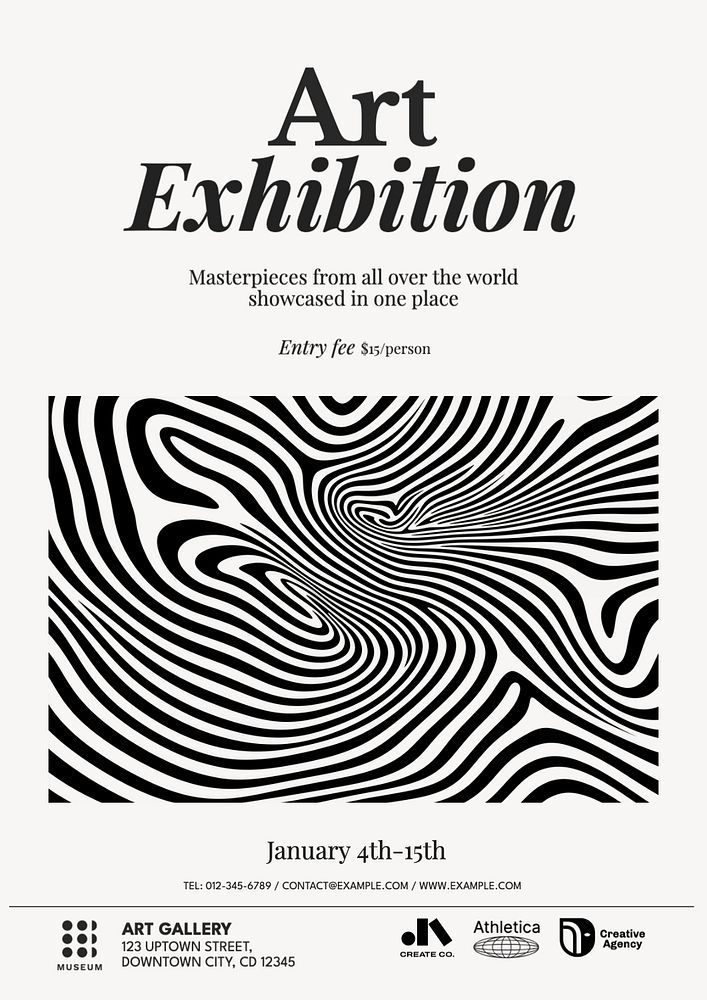 Art
Exhibition
Masterpieces from all over the world
showcased in one place
Entry fee $15/person
January 4th-15th
TEL: 012-345-6789 / CONTACT@EXAMPLE.COM / WWW.EXAMPLE.COM
MUSEUM
ART GALLERY
123 UPTOWN STREET,
DOWNTOWN CITY, CD 12345
CREATE CO.
Athletica
Creative
Agency